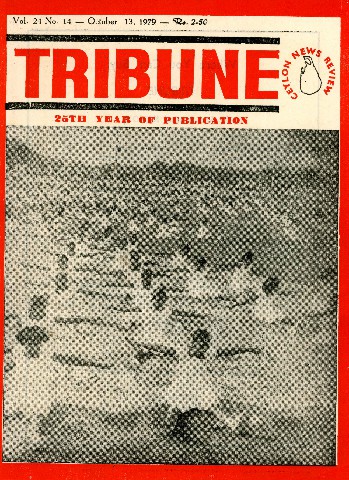 Vol. 24 No. 14 — October 13, 1979 — Rs. 2·50
TRIBUNE
CEYLON NEWS REVIEW
25TH YEAR OF PUBLICATION